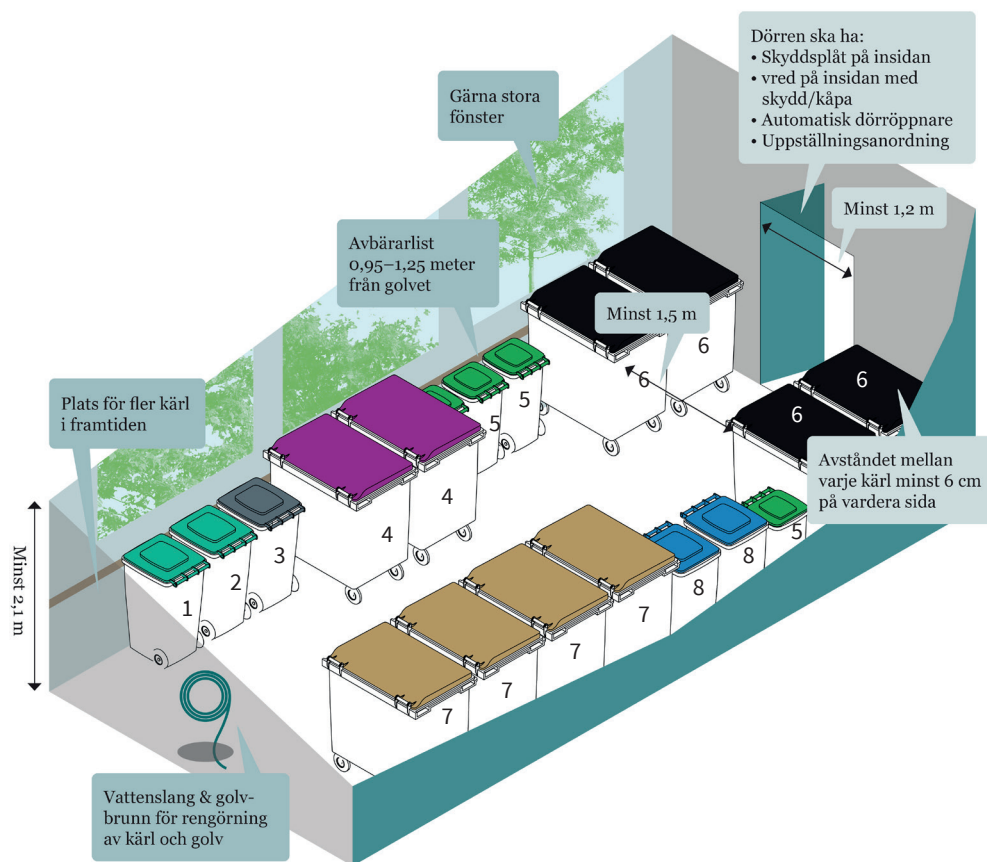 Dörren ska ha:
• Skyddsplåt på insidan
• vred på insidan med
skydd/kåpa
• Automatisk dörröppnare
• Uppställningsanordning
Gärna stora
fönster
Minst 1,2 m
Avbärarlist
0,95–1,25 meter
från golvet
Minst 1,5 m
Plats för fler kärl
i framtiden
Avståndet mellan
varje kärl minst 6 cm
på vardera sida
Minst 2,1 m
1
2
3
4
4
5
5
6
6
6
6
5
8
8
7
7
7
7
Vattenslang & golv-
brunn för rengörning
av kärl och golv